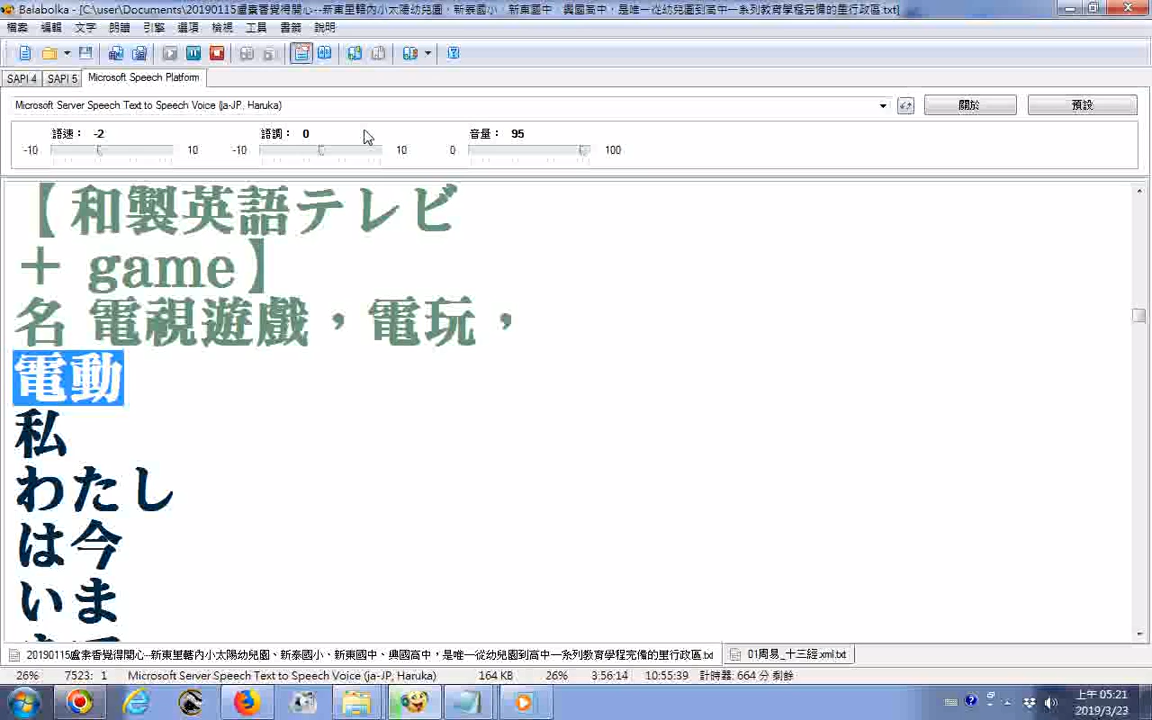 Balabolka - [C:\user\Documents\20190115盧素香覺得開心--新東里轄內小太陽幼兒園、新泰國小、新東國中、興國高中，是唯一從幼兒園到高中一系列教育學程完備的里行政區.txt]
檔案 編輯 文字 朗讀 引擎 選項 檢視 工具 書籤 說明
SAPI 4 SAPI 5 Microsoft Speech Platform
Microsoft Server Speech Text to Speech Voice (ja-JP, Haruka) 關於 預設
語速： -2 語調： 0 音量： 95
-10 10 -10 10 0 100
【和製英語テレビ
＋ game】
名 電視遊戲，電玩，
電動
私
わたし
は今
いま
20190115盧素香覺得開心--新東里轄內小太陽幼兒園、新泰國小、新東國中、興國高中，是唯一從幼兒園到高中一系列教育學程完備的里行政區.txt 01周易_十三經.xml.txt
26% 7523: 1 Microsoft Server Speech Text to Speech Voice (ja-JP, Haruka) 164 KB 26% 3:56:14 10:55:39 計時器: 664 分 剩餘
上午 05:21
2019/3/23